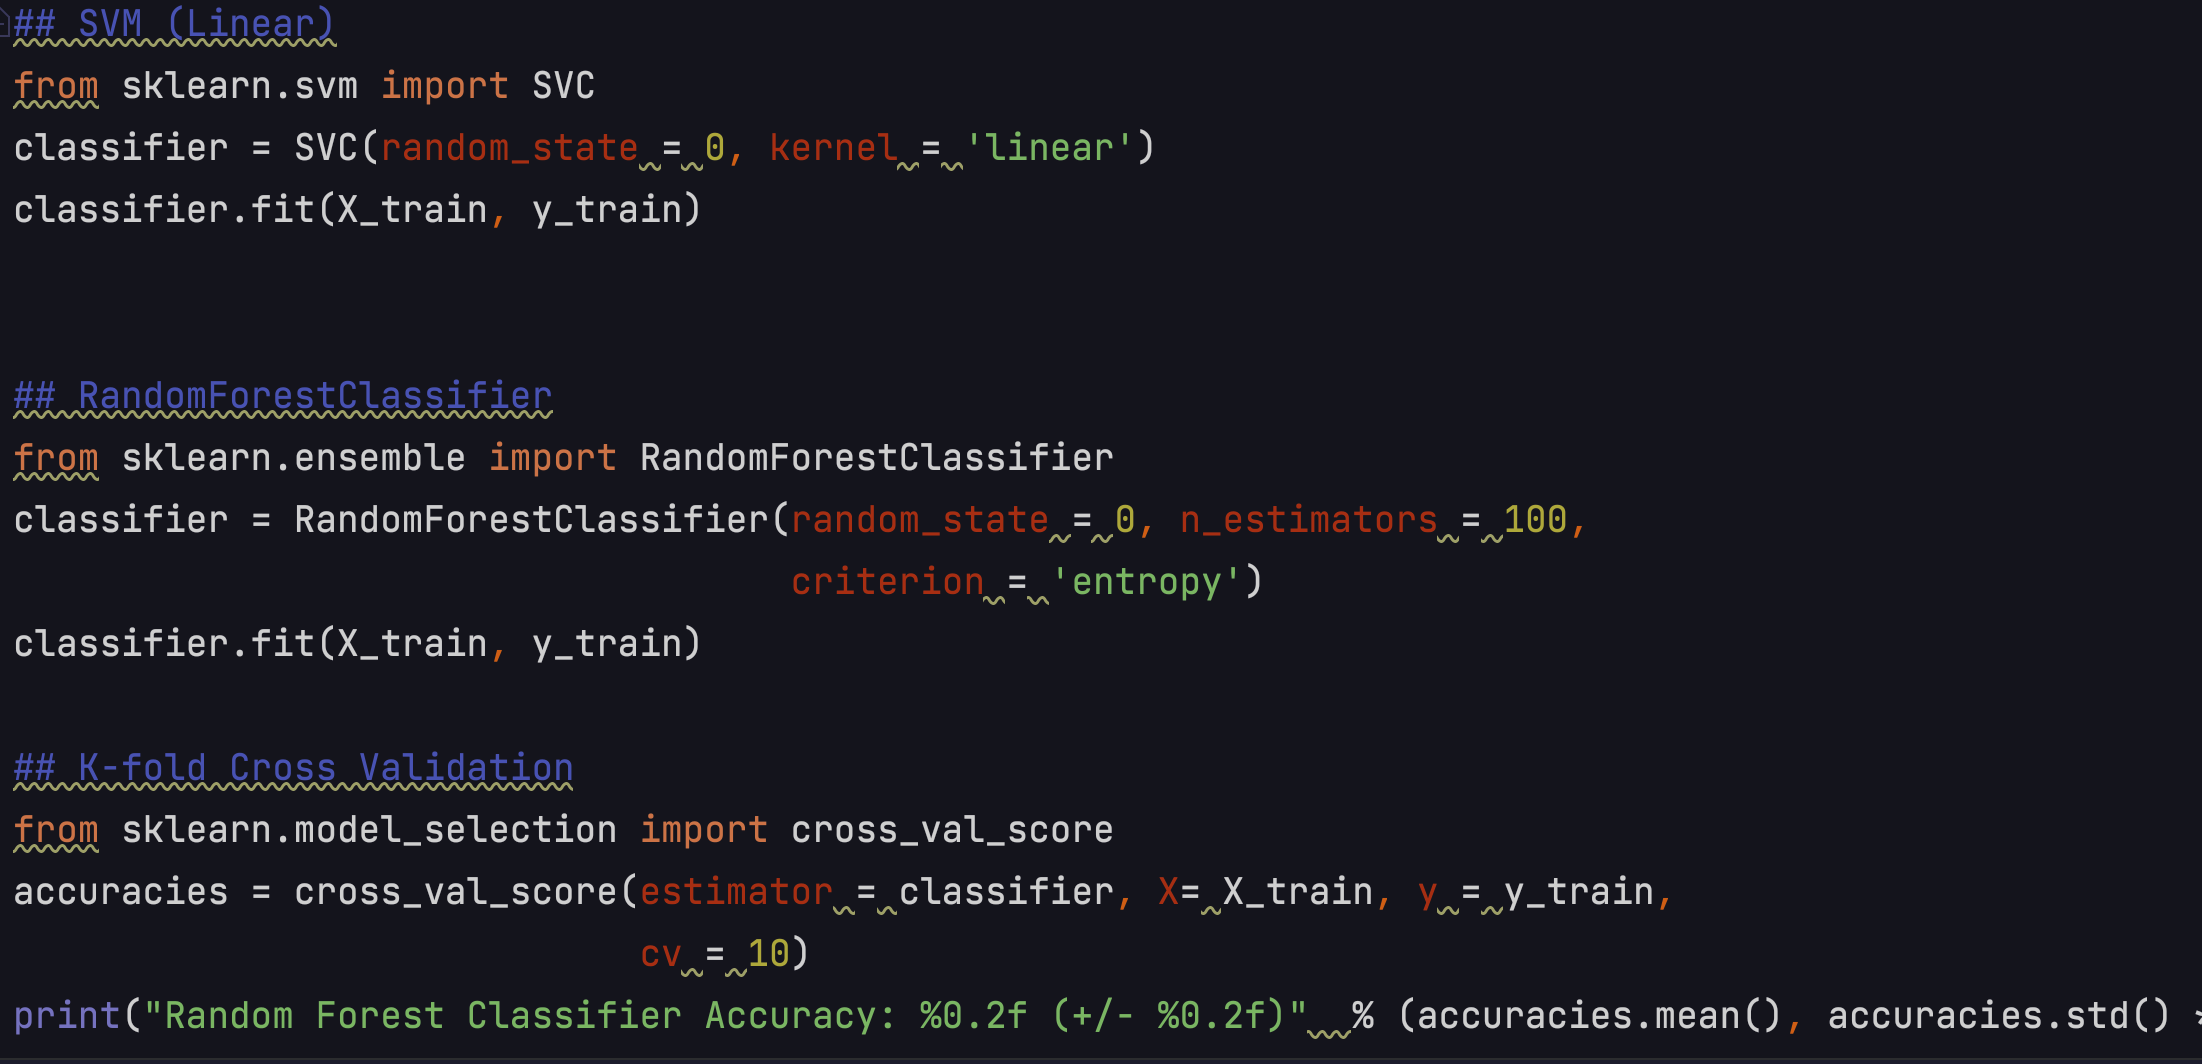 ## SVM (Linear)
from sklearn.svm import SVC
classifier = SVC(random_state = 0, kernel = 'linear')
classifier.fit(X_train, y_train)
## RandomForestClassifier
from sklearn.ensemble import RandomForestClassifier
classifier = RandomForestClassifier(random_state = 0, n_estimators = 100,
                                    criterion = 'entropy')
classifier.fit(X_train, y_train)
## K-fold Cross Validation
from sklearn.model_selection import cross_val_score
accuracies = cross_val_score(estimator = classifier, X= X_train, y = y_train,
                             cv = 10)
print("Random Forest Classifier Accuracy: %0.2f (+/- %0.2f)"  % (accuracies.mean(), accuracies.std()